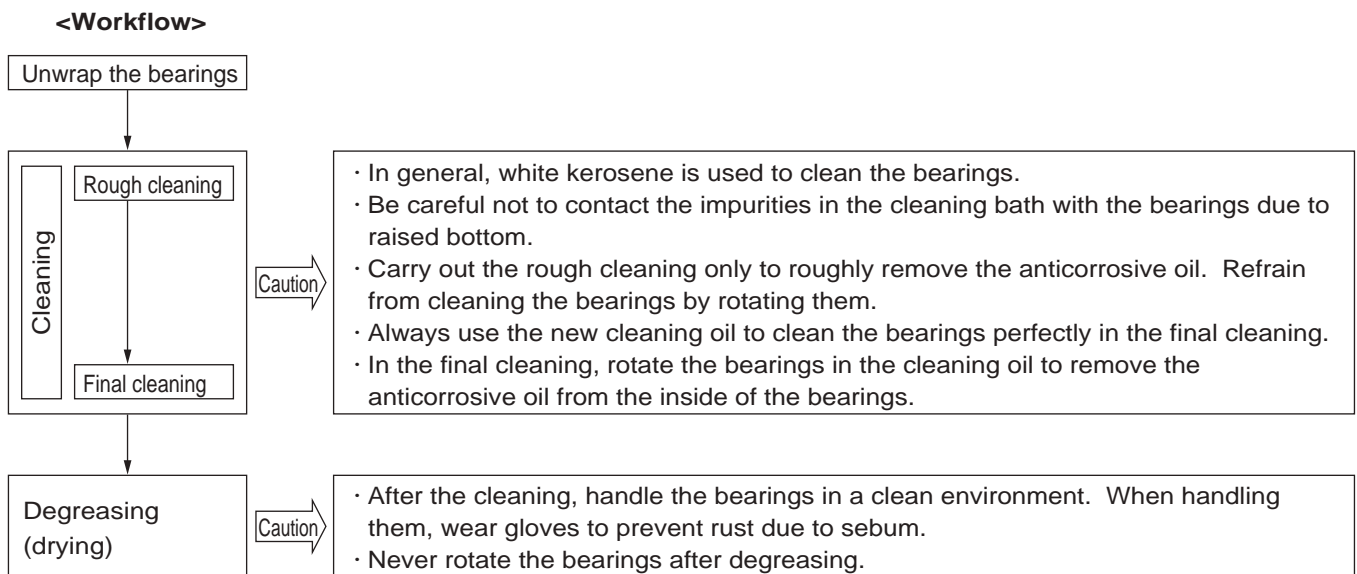 <Workflow>
Unwrap the bearings
Cleaning
Rough cleaning
Final cleaning
Caution
· In general, white kerosene is used to clean the bearings.
· Be careful not to contact the impurities in the cleaning bath with the bearings due to
raised bottom.
· Carry out the rough cleaning only to roughly remove the anticorrosive oil. Refrain
from cleaning the bearings by rotating them.
· Always use the new cleaning oil to clean the bearings perfectly in the final cleaning.
· In the final cleaning, rotate the bearings in the cleaning oil to remove the
anticorrosive oil from the inside of the bearings.
Degreasing
(drying)
Caution
· After the cleaning, handle the bearings in a clean environment. When handling
them, wear gloves to prevent rust due to sebum.
· Never rotate the bearings after degreasing.